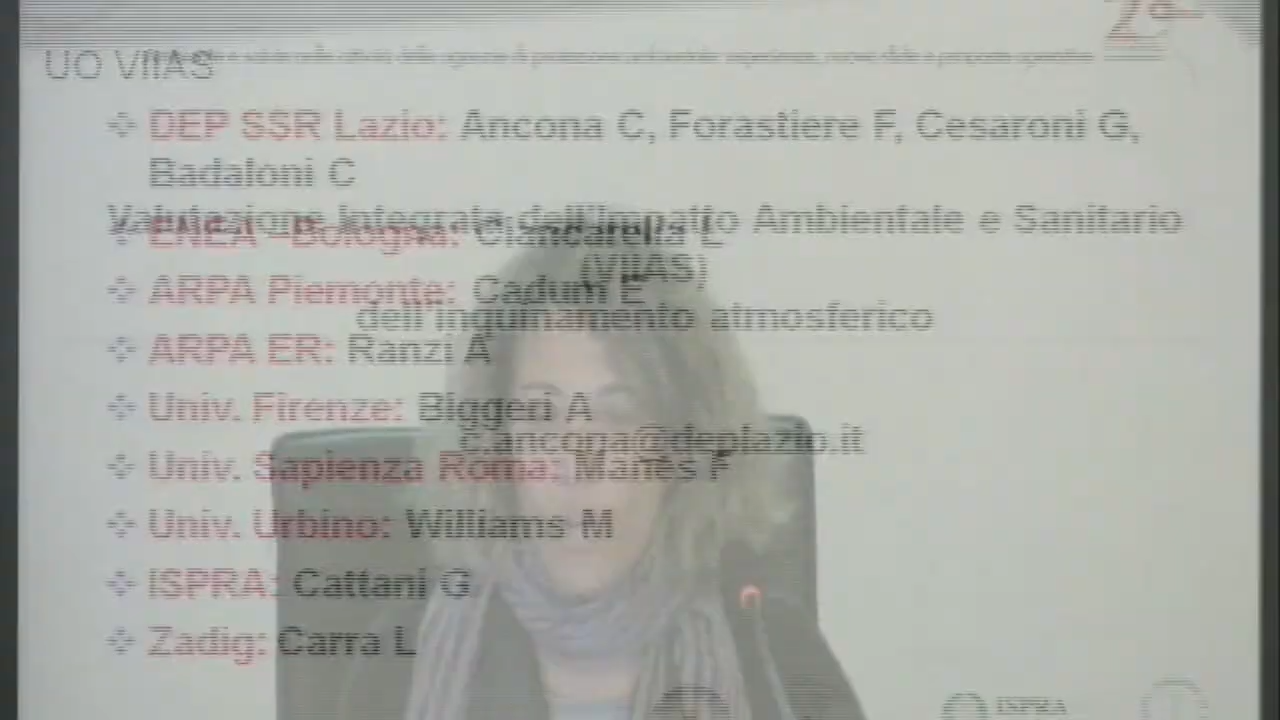 UO VIIAS
DEP SSR Lazio: Ancona C, Forastiere F, Cesaroni G,
Badaloni C
Valutazione Integrata dell'Impatto Ambientale e Sanitario
ENEA -Bologna: Ciancarella L
(VIIAS)
ARPA Piemonte: Cadum E
dell'inquinamento atmosferico
ARPA ER: Ranzi A
Univ. Firenze: Biggeri A
c.ancona@deplazio.it
Univ. Sapienza Roma: Manes F
Univ. Urbino: Williams M
ISPRA: Cattani G
Zadig: Carra L
ISPRA